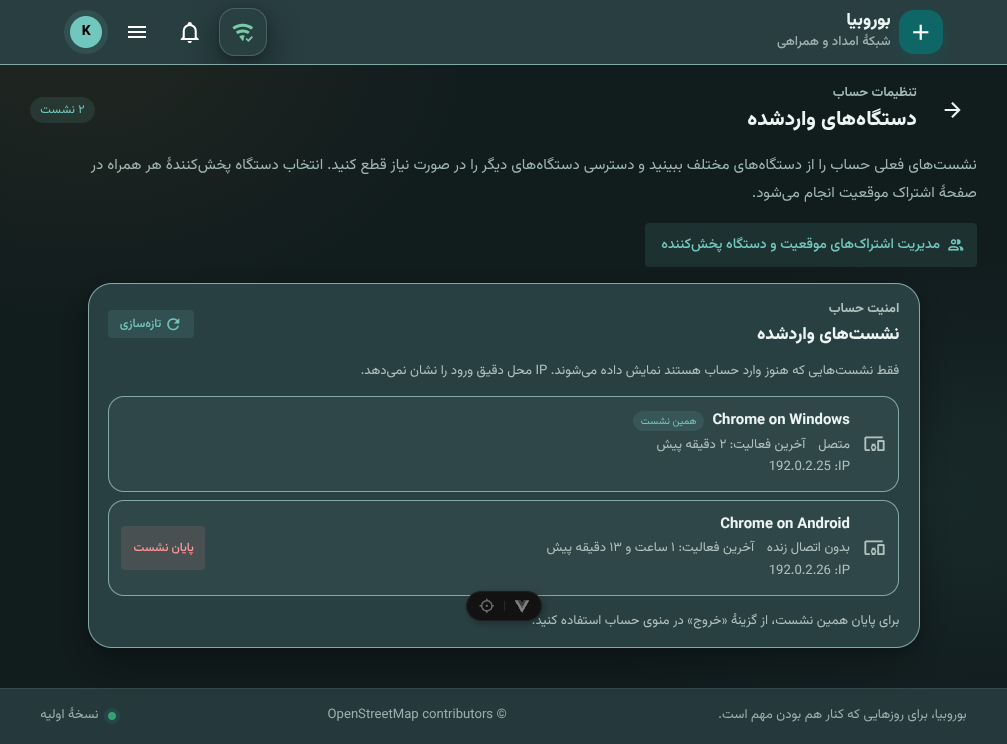 بوروبیا
شبکهٔ امداد و همراهی
K
تنظیمات حساب
دستگاه‌های واردشده
۲ نشست
نشست‌های فعلی حساب را از دستگاه‌های مختلف ببینید و دسترسی دستگاه‌های دیگر را در صورت نیاز قطع کنید. انتخاب دستگاه پخش‌کنندهٔ هر همراه در
صفحهٔ اشتراک موقعیت انجام می‌شود.
مدیریت اشتراک‌های موقعیت و دستگاه پخش‌کننده
امنیت حساب
نشست‌های واردشده
تازه‌سازی
فقط نشست‌هایی که هنوز وارد حساب هستند نمایش داده می‌شوند. IP محل دقیق ورود را نشان نمی‌دهد.
Chrome on Windows همین نشست
متصل آخرین فعالیت: ۲ دقیقه پیش
IP: 192.0.2.25
Chrome on Android
بدون اتصال زنده آخرین فعالیت: ۱ ساعت و ۱۳ دقیقه پیش
IP: 192.0.2.26
پایان نشست
برای پایان همین نشست، از گزینهٔ «خروج» در منوی حساب استفاده کنید.
بوروبیا، برای روزهایی که کنار هم بودن مهم است.
© OpenStreetMap contributors
نسخهٔ اولیه